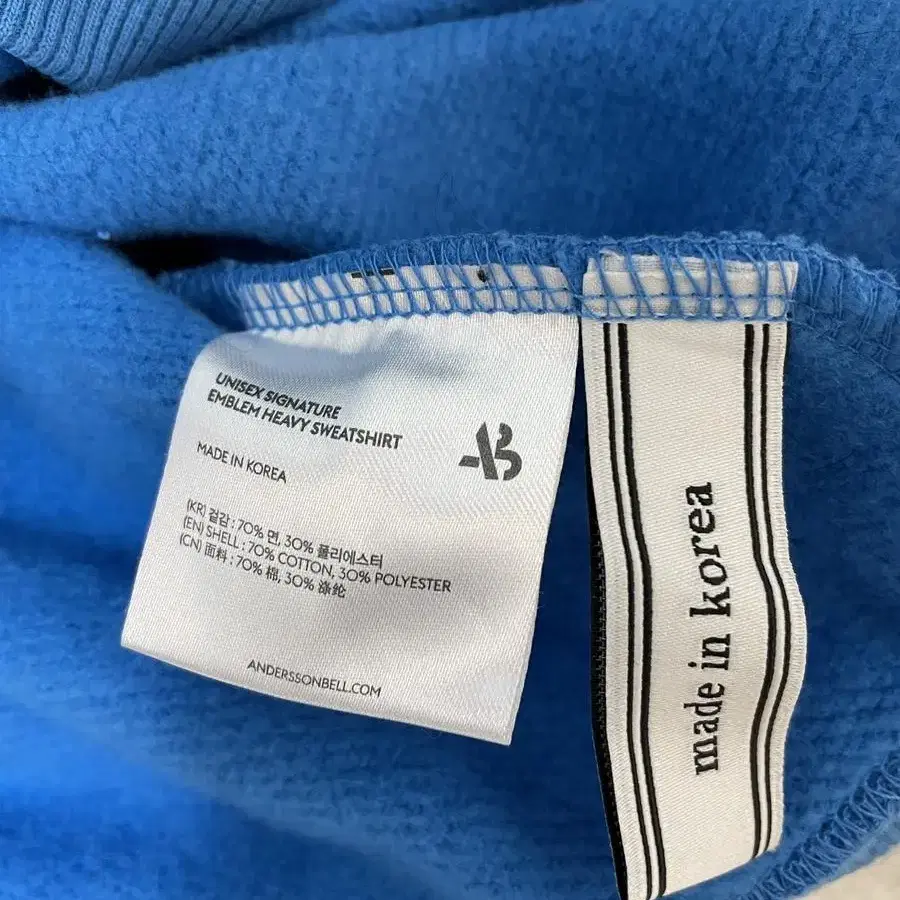 UNISEX SIGNATURE
EMBLEM HEAVY SWEATSHIRT
AB
MADE IN KOREA
(KR) 겉감 : 70% 면, 30% 폴리에스터
(EN) SHELL : 70% COTTON, 30% POLYESTER
(CN) 面料 : 70% 棉, 30% 涤纶
ANDERSSONBELL.COM
made in korea